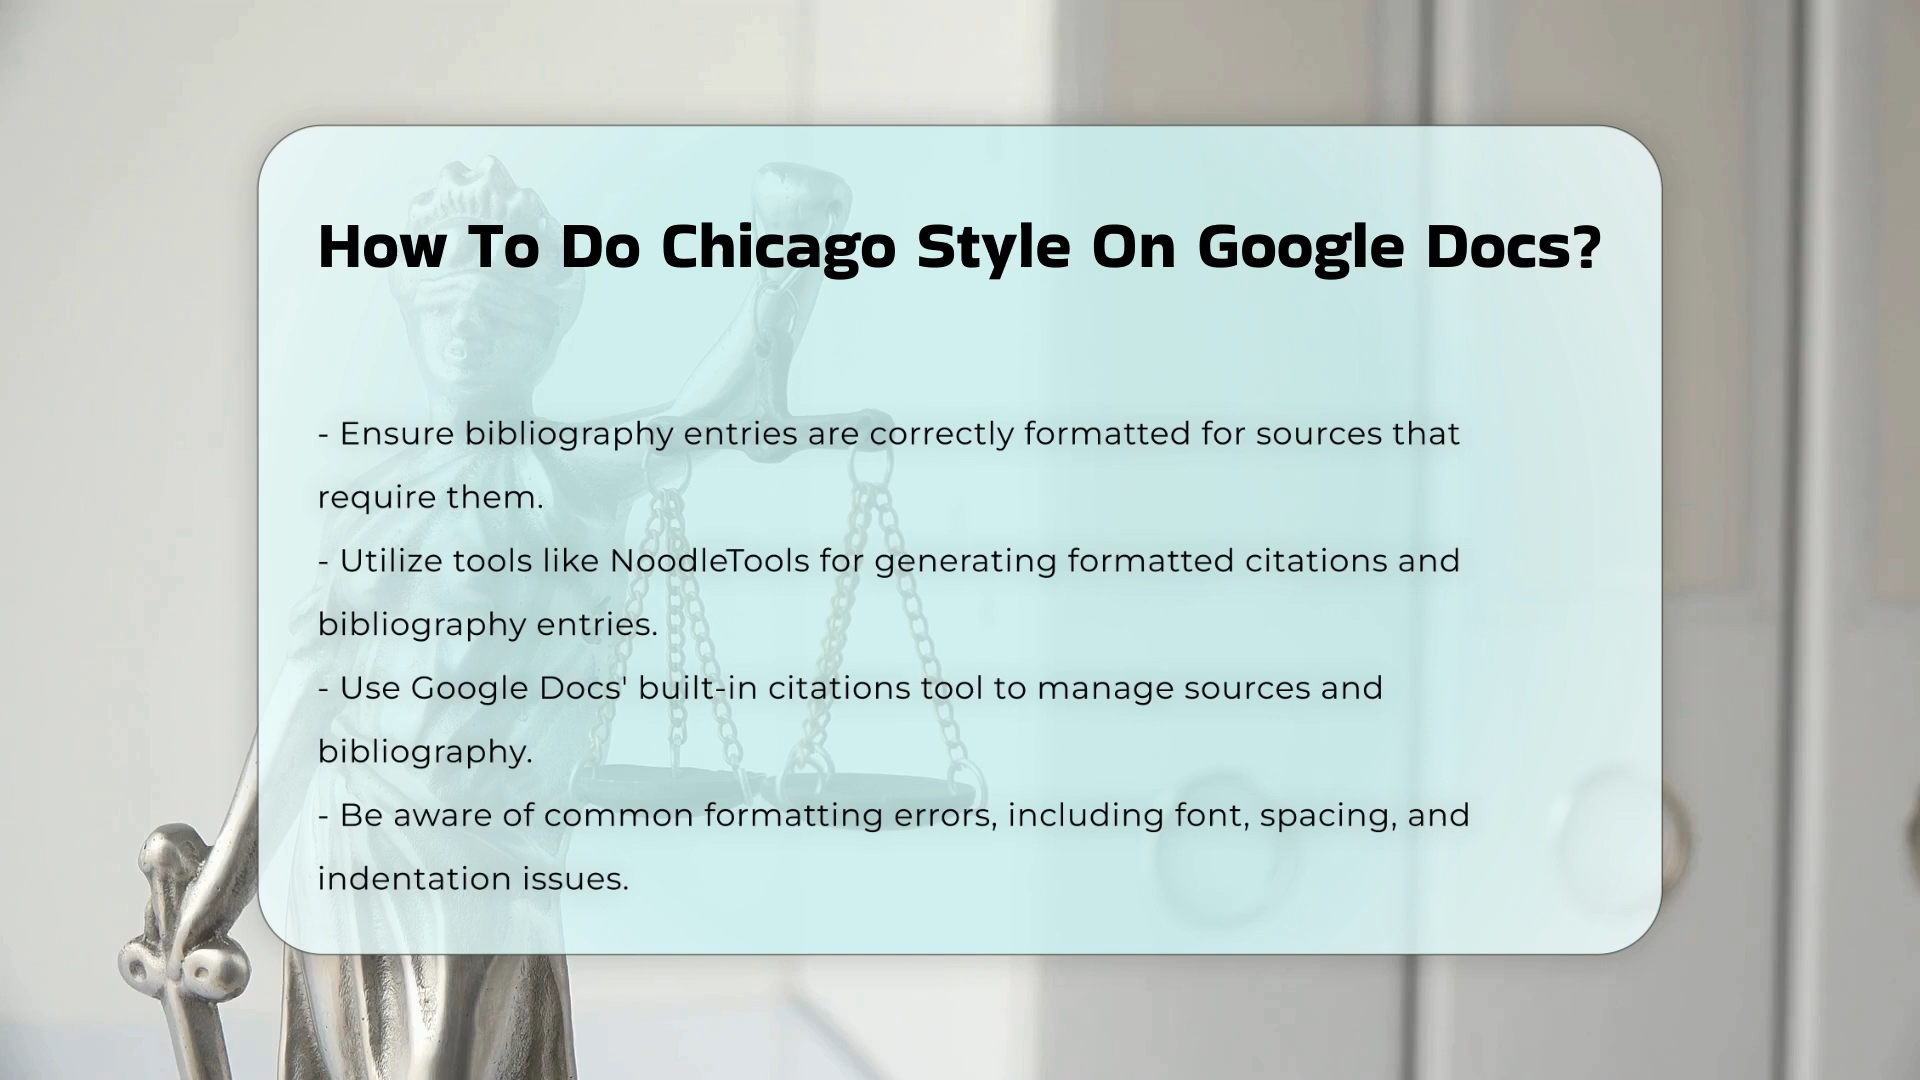 How To Do Chicago Style On Google Docs?
- Ensure bibliography entries are correctly formatted for sources that
require them.
- Utilize tools like NoodleTools for generating formatted citations and
bibliography entries.
- Use Google Docs' built-in citations tool to manage sources and
bibliography.
- Be aware of common formatting errors, including font, spacing, and
indentation issues.